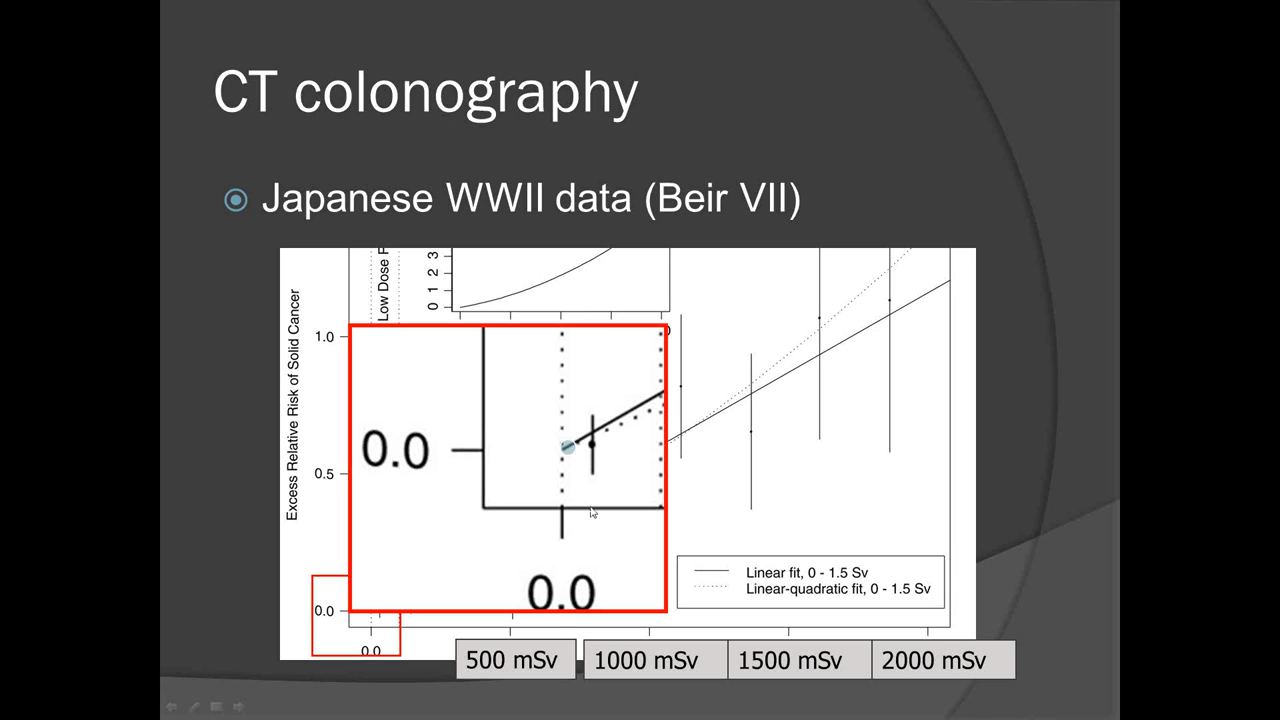 CT colonography
Japanese WWII data (Beir VII)
Excess Relative Risk of Solid Cancer
Low Dose
3
2
1
0
1.0
0.5
0.0
0.0
0.0
0.0
Linear fit, 0 - 1.5 Sv
Linear-quadratic fit, 0 - 1.5 Sv
500 mSv
1000 mSv
1500 mSv
2000 mSv